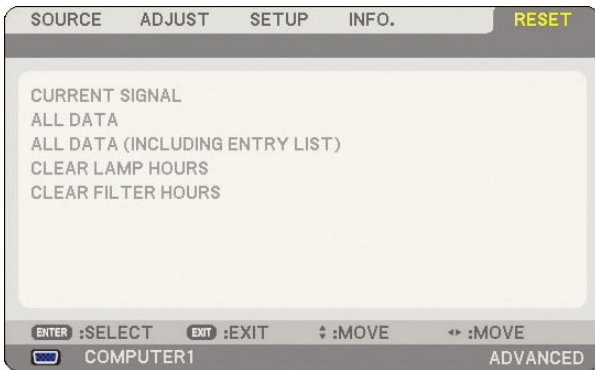 SOURCE ADJUST SETUP INFO. RESET
CURRENT SIGNAL
ALL DATA
ALL DATA (INCLUDING ENTRY LIST)
CLEAR LAMP HOURS
CLEAR FILTER HOURS
ENTER :SELECT EXIT :EXIT :MOVE :MOVE
COMPUTER1 ADVANCED